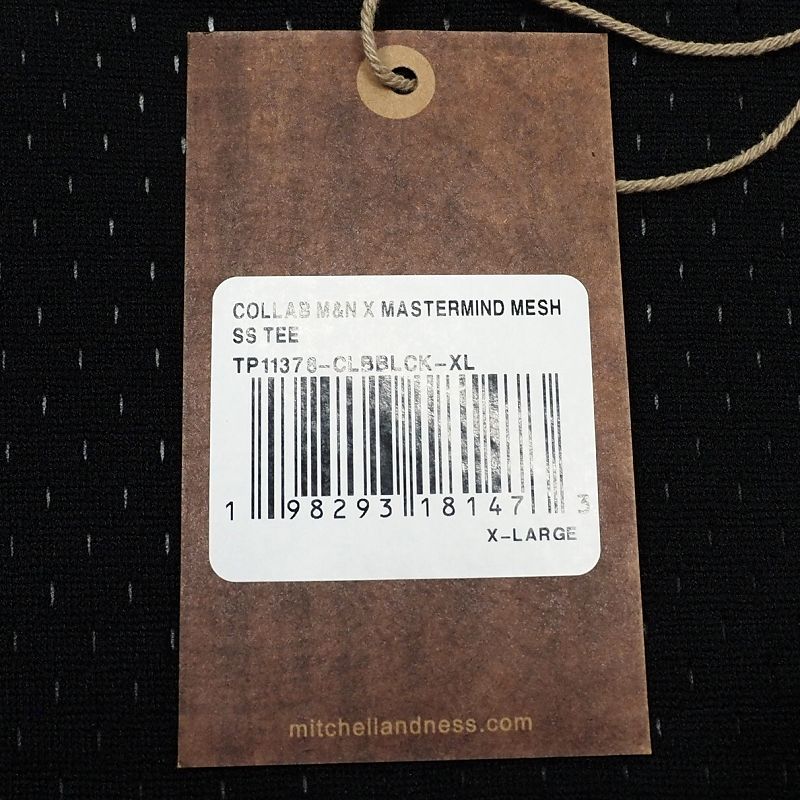 COLLAB M&N X MASTERMIND MESH
SS TEE
TP11378-CLBBLCK-XL
1 98293 18147 3
X-LARGE
mitchellandness.com